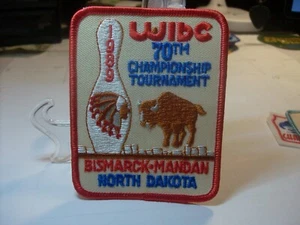 WIBC
1989
70TH
CHAMPIONSHIP
TOURNAMENT
BISMARCK·MANDAN
NORTH DAKOTA